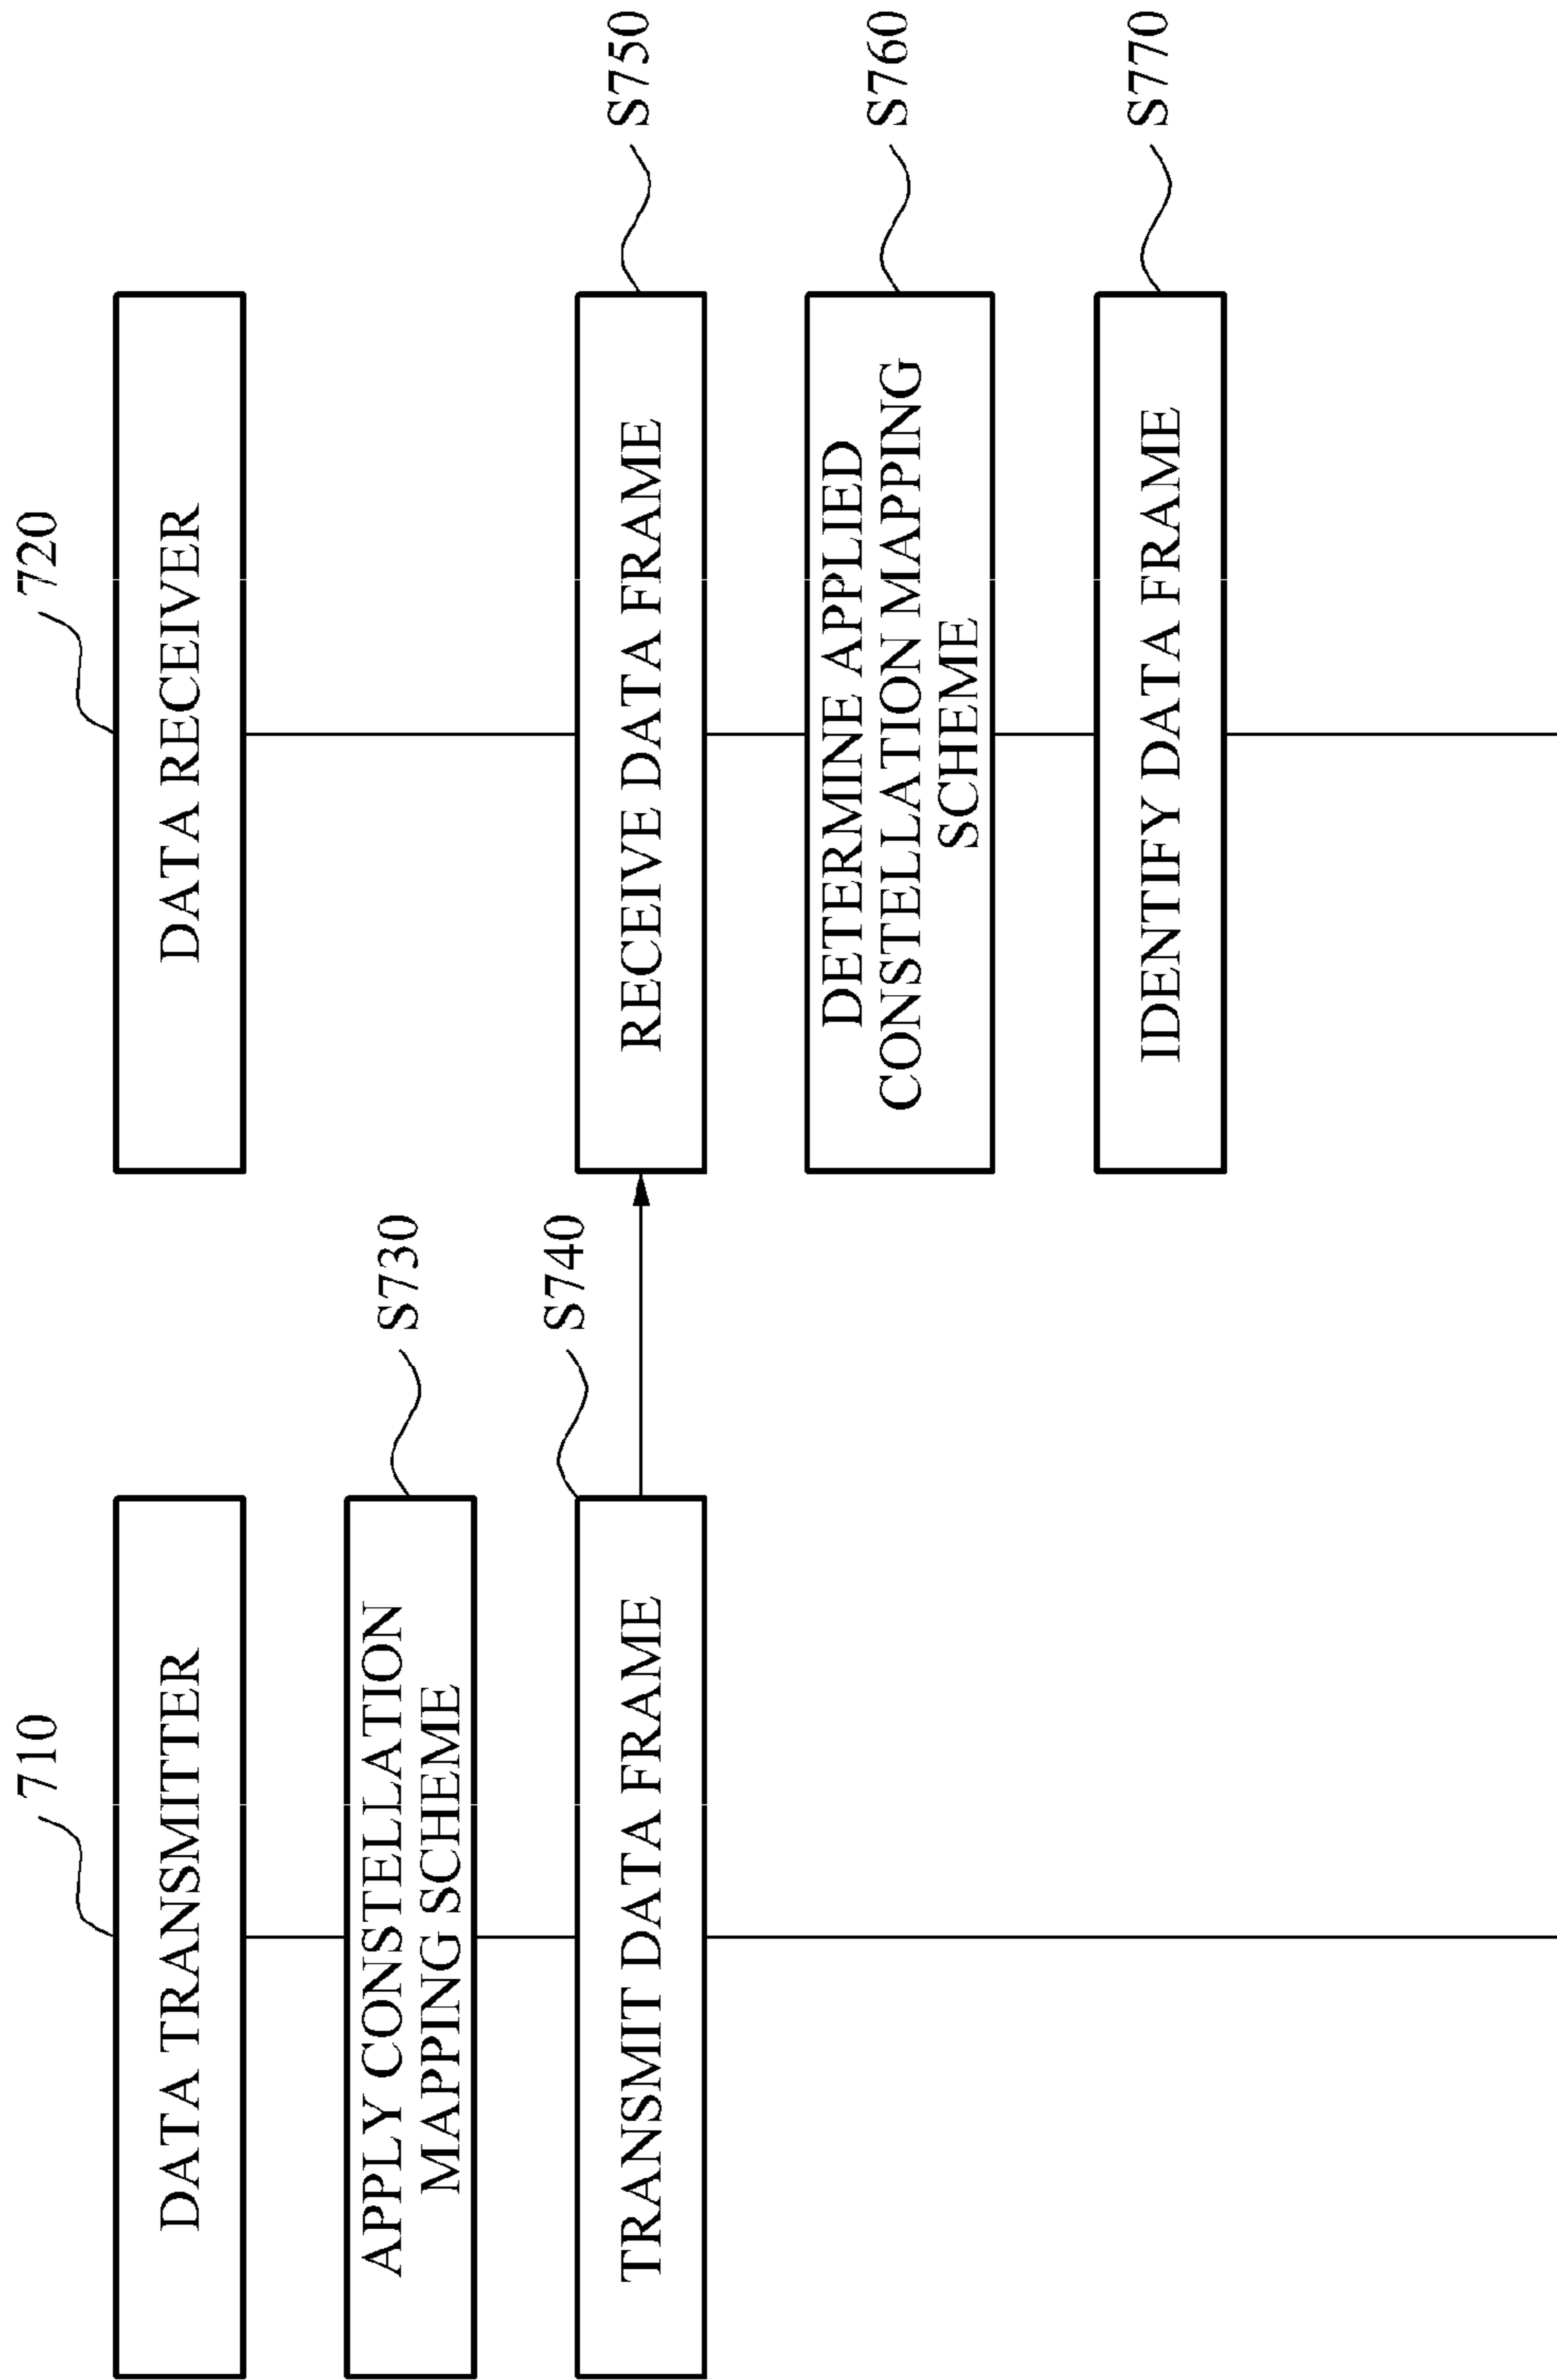 710
DATA TRANSMITTER
720
DATA RECEIVER
S730
APPLY CONSTELLATION
MAPPING SCHEME
S740
TRANSMIT DATA FRAME
S750
RECEIVE DATA FRAME
S760
DETERMINE APPLIED
CONSTELLATION MAPPING
SCHEME
S770
IDENTIFY DATA FRAME